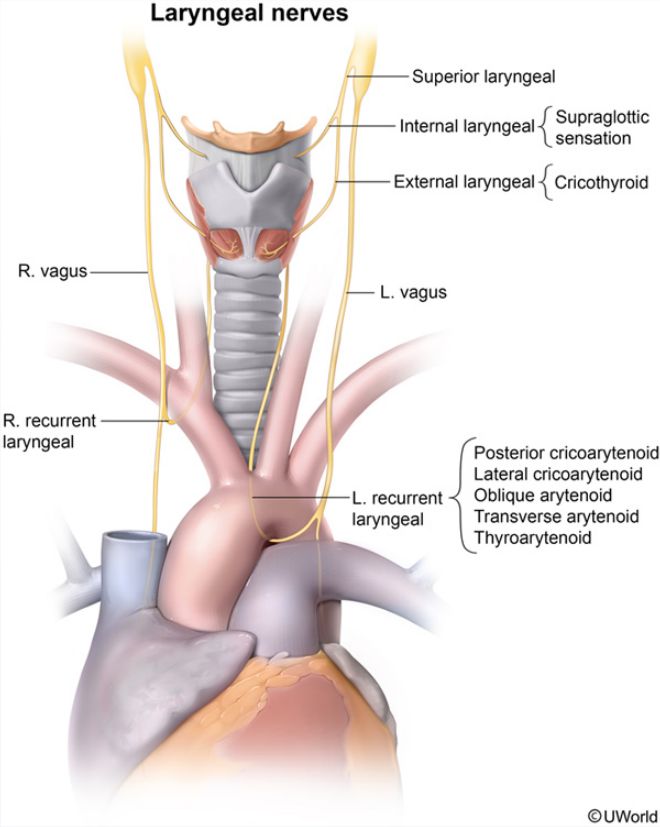 Laryngeal nerves
Superior laryngeal
Internal laryngeal
Supraglottic
sensation
External laryngeal
Cricothyroid
R. vagus
L. vagus
R. recurrent
laryngeal
L. recurrent
laryngeal
Posterior cricoarytenoid
Lateral cricoarytenoid
Oblique arytenoid
Transverse arytenoid
Thyroarytenoid
©UWorld